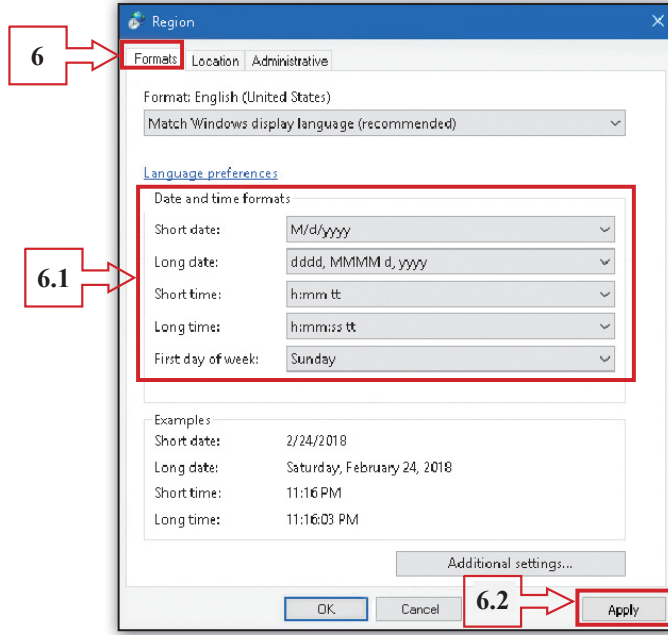 Region
6
Formats Location Administrative
Format: English (United States)
Match Windows display language (recommended)
Language preferences
Date and time formats
Short date: M/d/yyyy
6.1
Long date: dddd, MMMM d, yyyy
Short time: h:mm tt
Long time: h:mm:ss tt
First day of week: Sunday
Examples
Short date: 2/24/2018
Long date: Saturday, February 24, 2018
Short time: 11:16 PM
Long time: 11:16:03 PM
Additional settings...
6.2
OK Cancel Apply